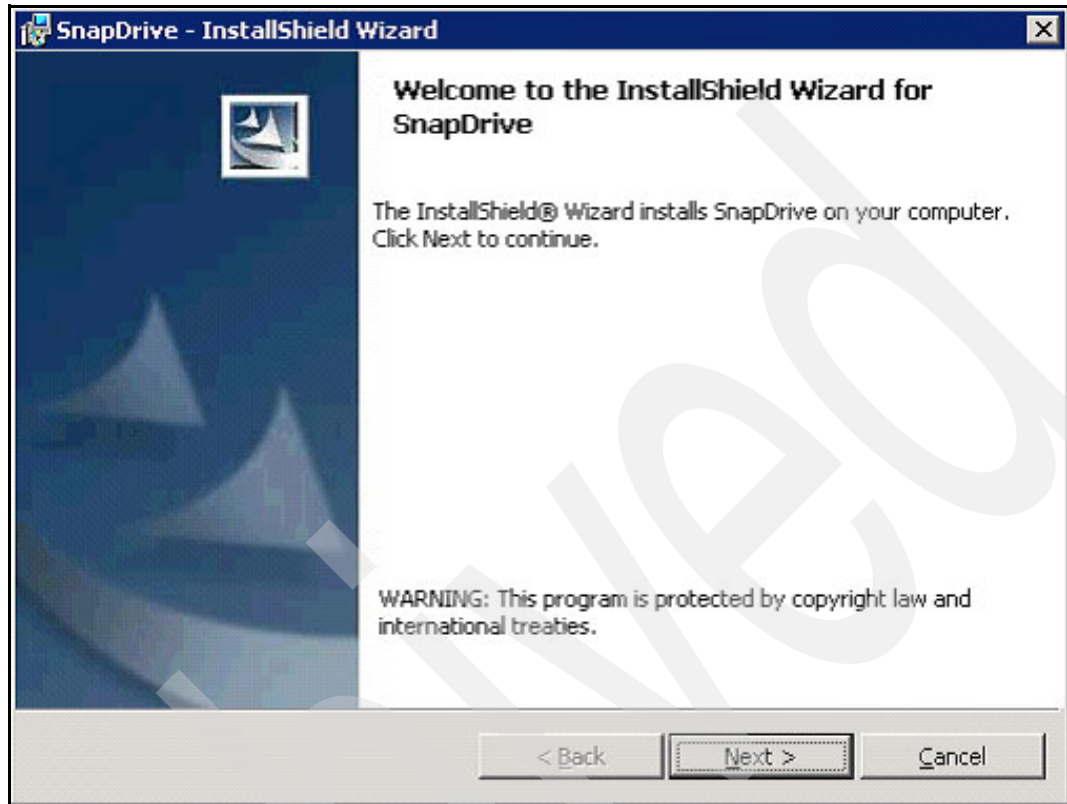 SnapDrive - InstallShield Wizard
Welcome to the InstallShield Wizard for
SnapDrive
The InstallShield® Wizard installs SnapDrive on your computer.
Click Next to continue.
WARNING: This program is protected by copyright law and
international treaties.
< Back
Next >
Cancel